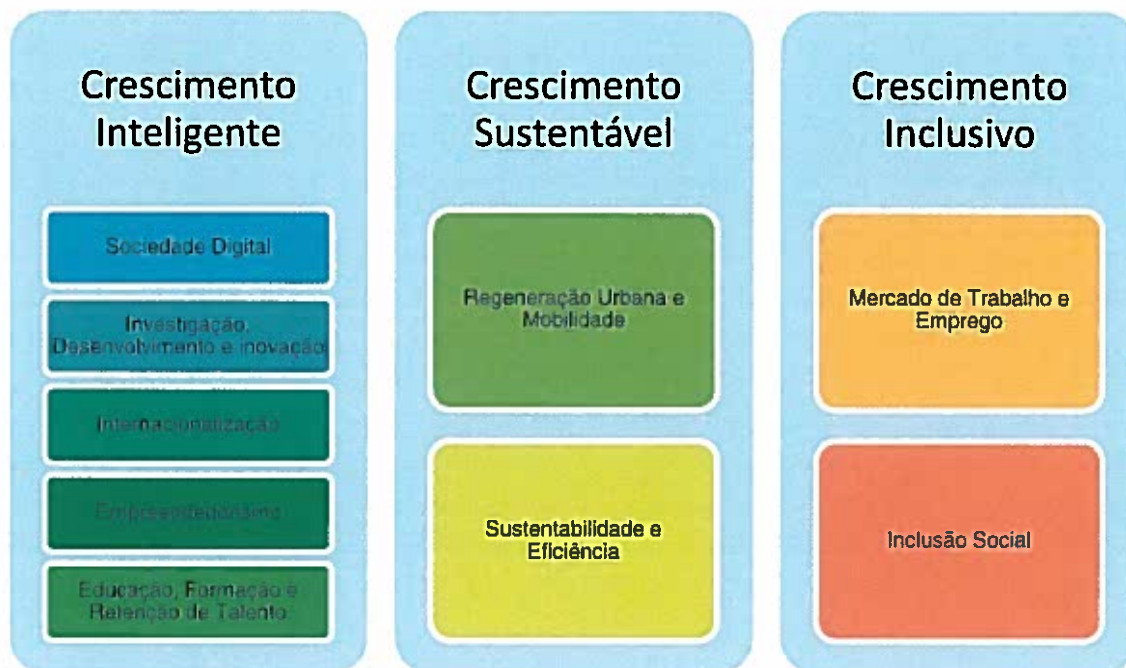 Crescimento
Inteligente
Sociedade Digital
Investigação,
Desenvolvimento e inovação
Internacionalização
Empreendedorismo
Educação, Formação e
Retenção de Talento
Crescimento
Sustentável
Regeneração Urbana e
Mobilidade
Sustentabilidade e
Eficiência
Crescimento
Inclusivo
Mercado de Trabalho e
Emprego
Inclusão Social